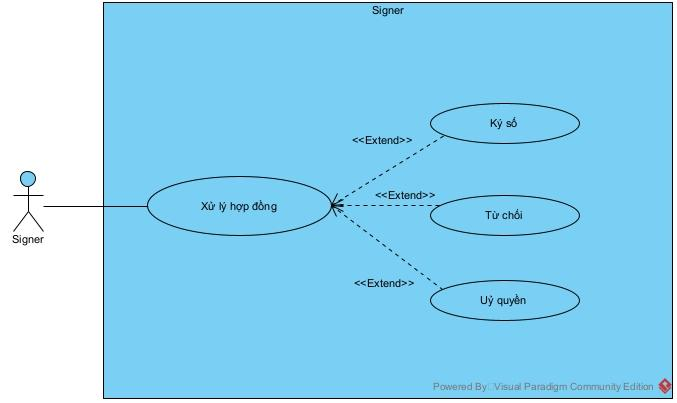 Signer
Ký số
<<Extend>>
<<Extend>>
Xử lý hợp đồng
Từ chối
Signer
<<Extend>>
Uỷ quyền
Powered By Visual Paradigm Community Edition